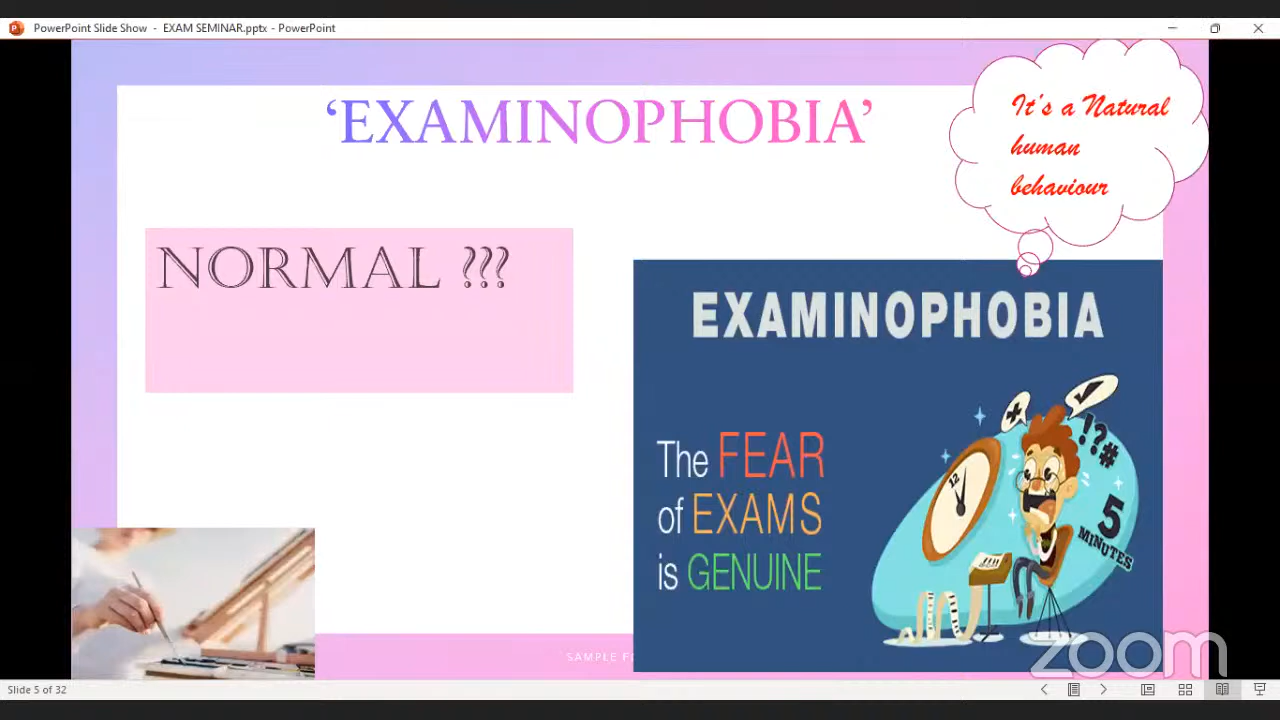 PowerPoint Slide Show - EXAM SEMINAR.pptx - PowerPoint
‘EXAMINOPHOBIA’
It's a Natural
human
behaviour
NORMAL ???
EXAMINOPHOBIA
The FEAR
of EXAMS
is GENUINE
12
!?#
5
MINUTES
SAMPLE
zoom
Slide 5 of 32